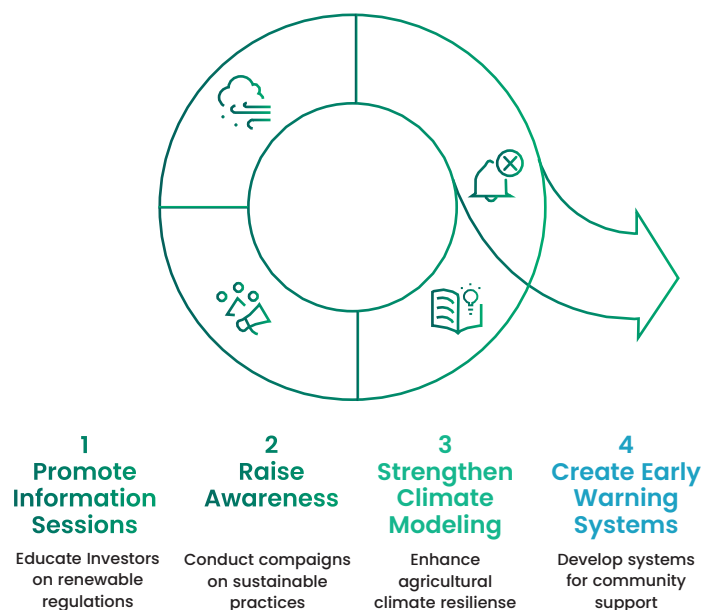 1
Promote
Information
Sessions
Educate Investors
on renewable
regulations
2
Raise
Awareness
Conduct compaigns
on sustainable
practices
3
Strengthen
Climate
Modeling
Enhance
agricultural
climate resiliense
4
Create Early
Warning
Systems
Develop systems
for community
support